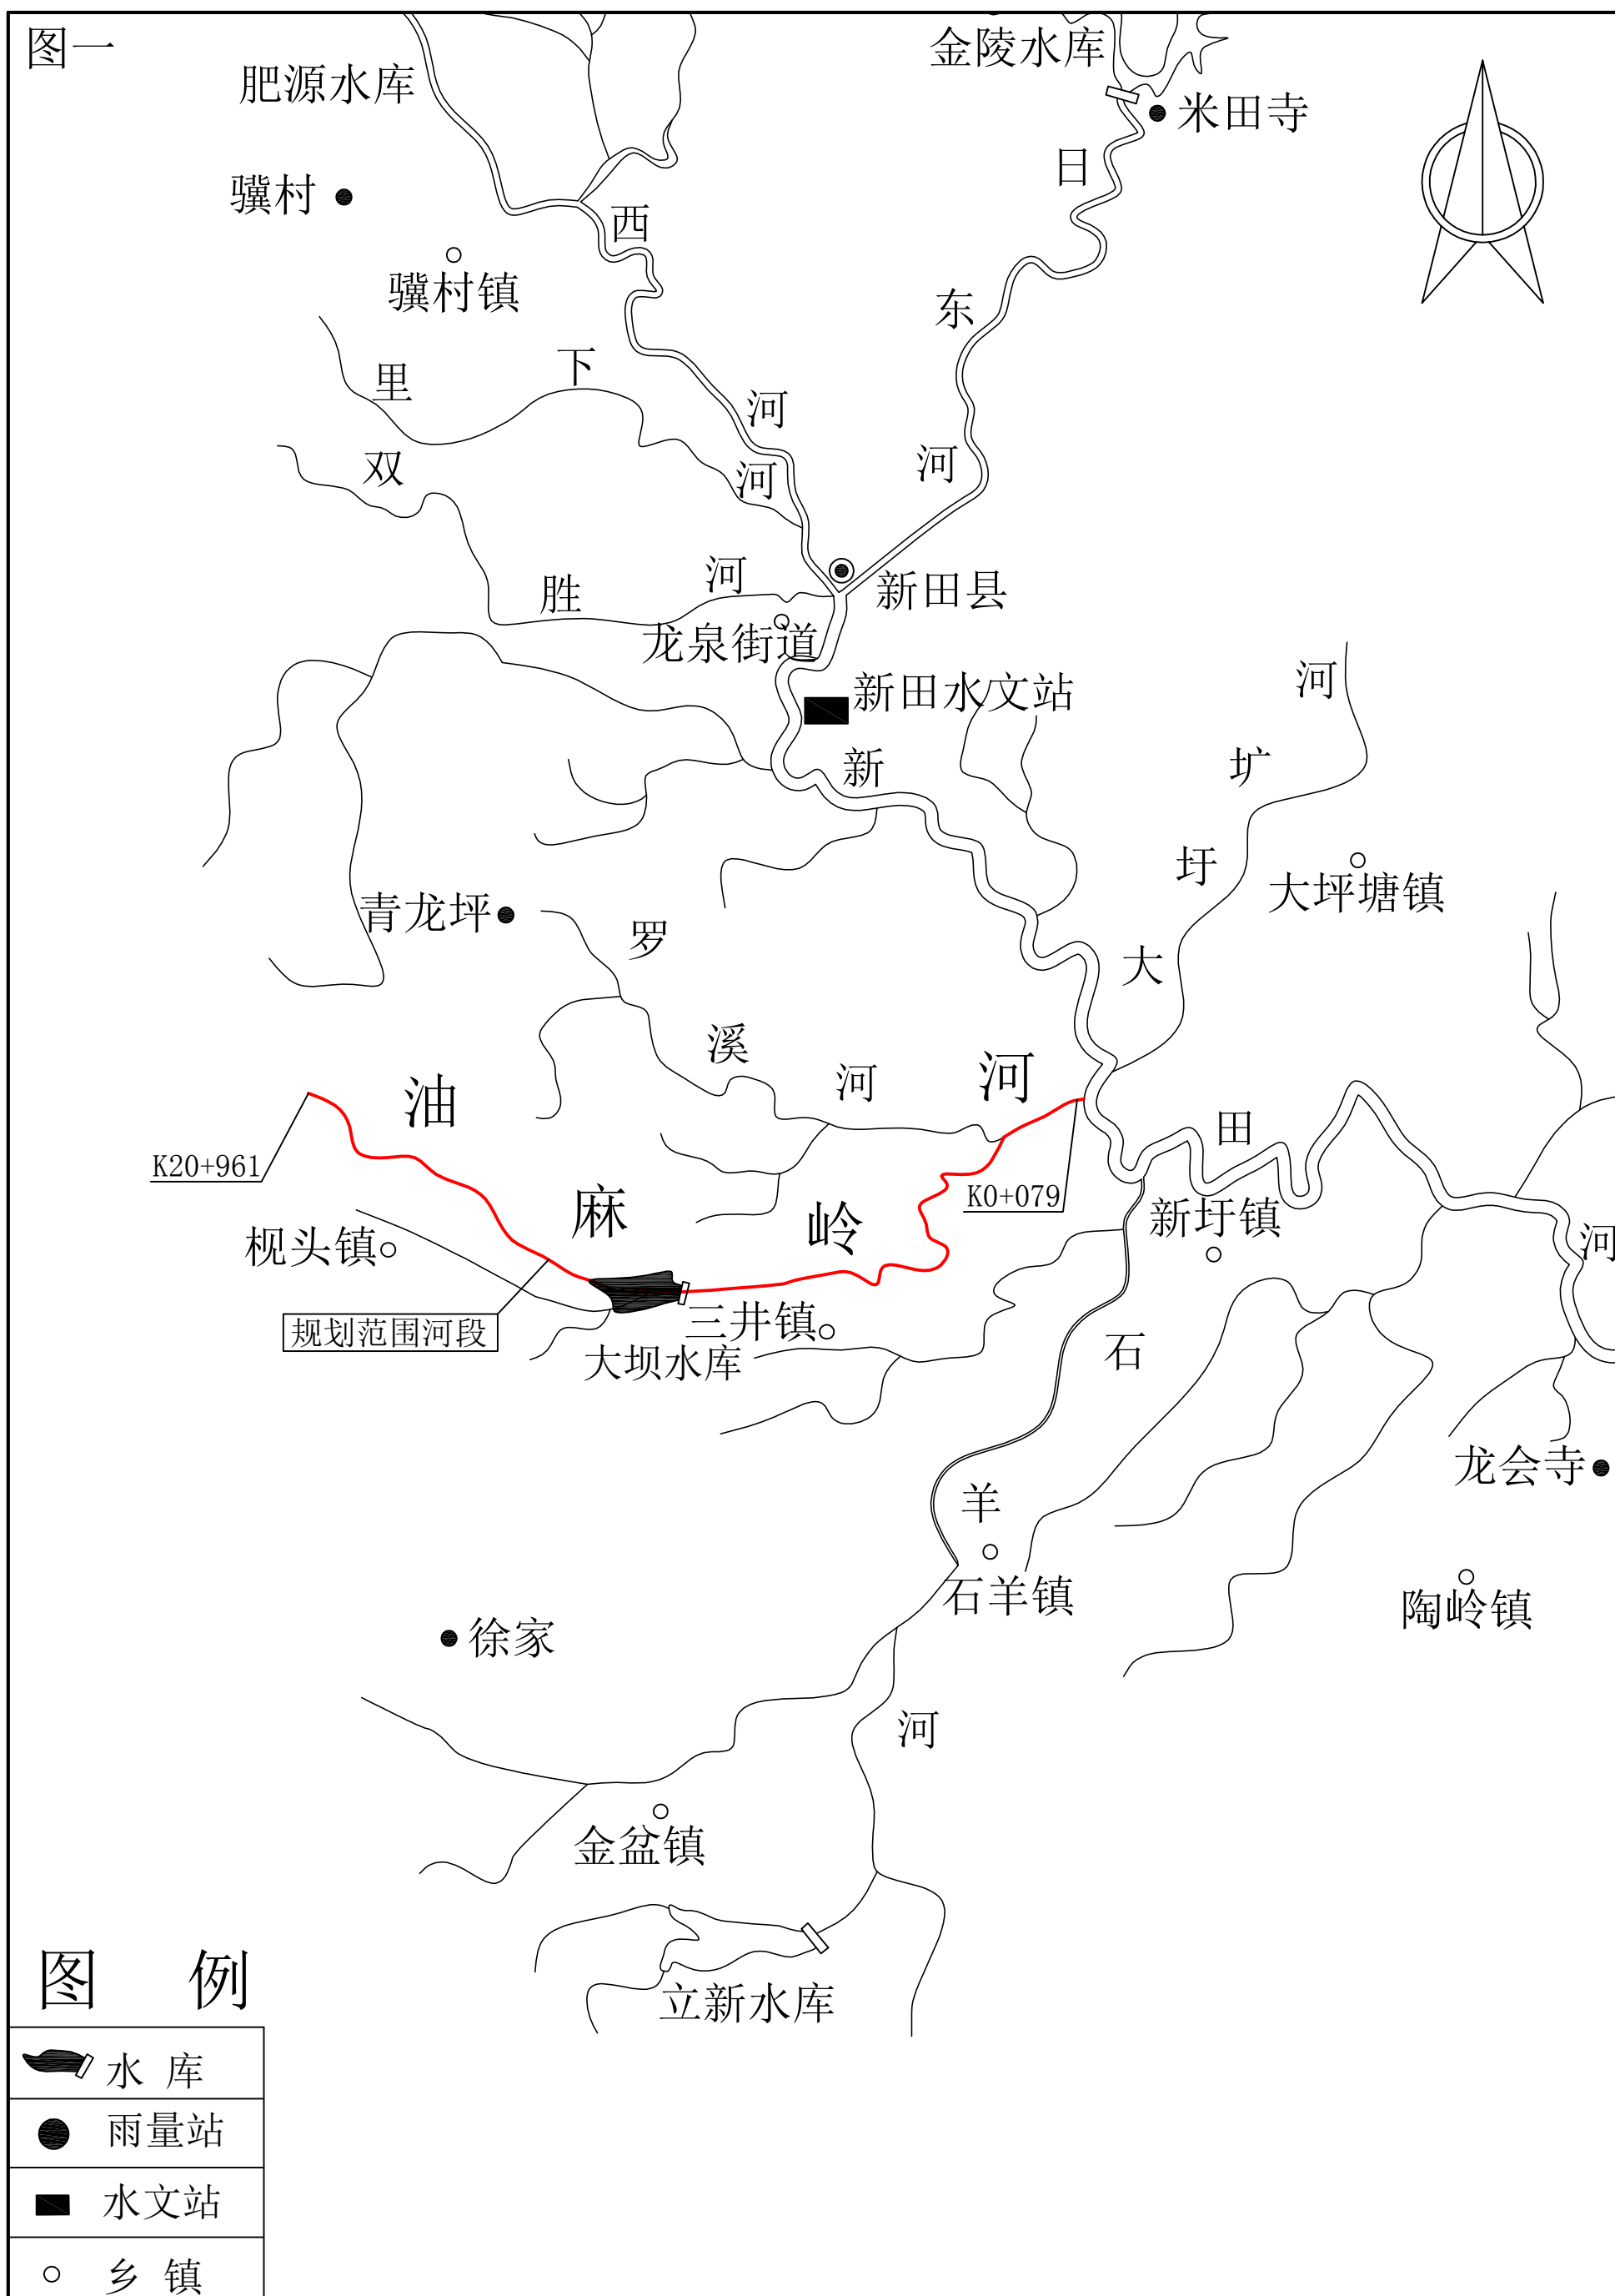 图一
金陵水库
肥源水库
米田寺
日
骥村
西
骥村镇
东
下
里
河
河
双
河
河
胜
新田县
龙泉街道
新田水文站
河
新
圹
圩
大坪塘镇
青龙坪
罗
大
溪
河
河
油
田
K20+961
K0+079
麻
岭
新圩镇
枧头镇
河
规划范围河段
三井镇
大坝水库
石
龙会寺
羊
石羊镇
陶岭镇
徐家
河
金盆镇
立新水库
图 例
水 库
雨量站
水文站
乡 镇